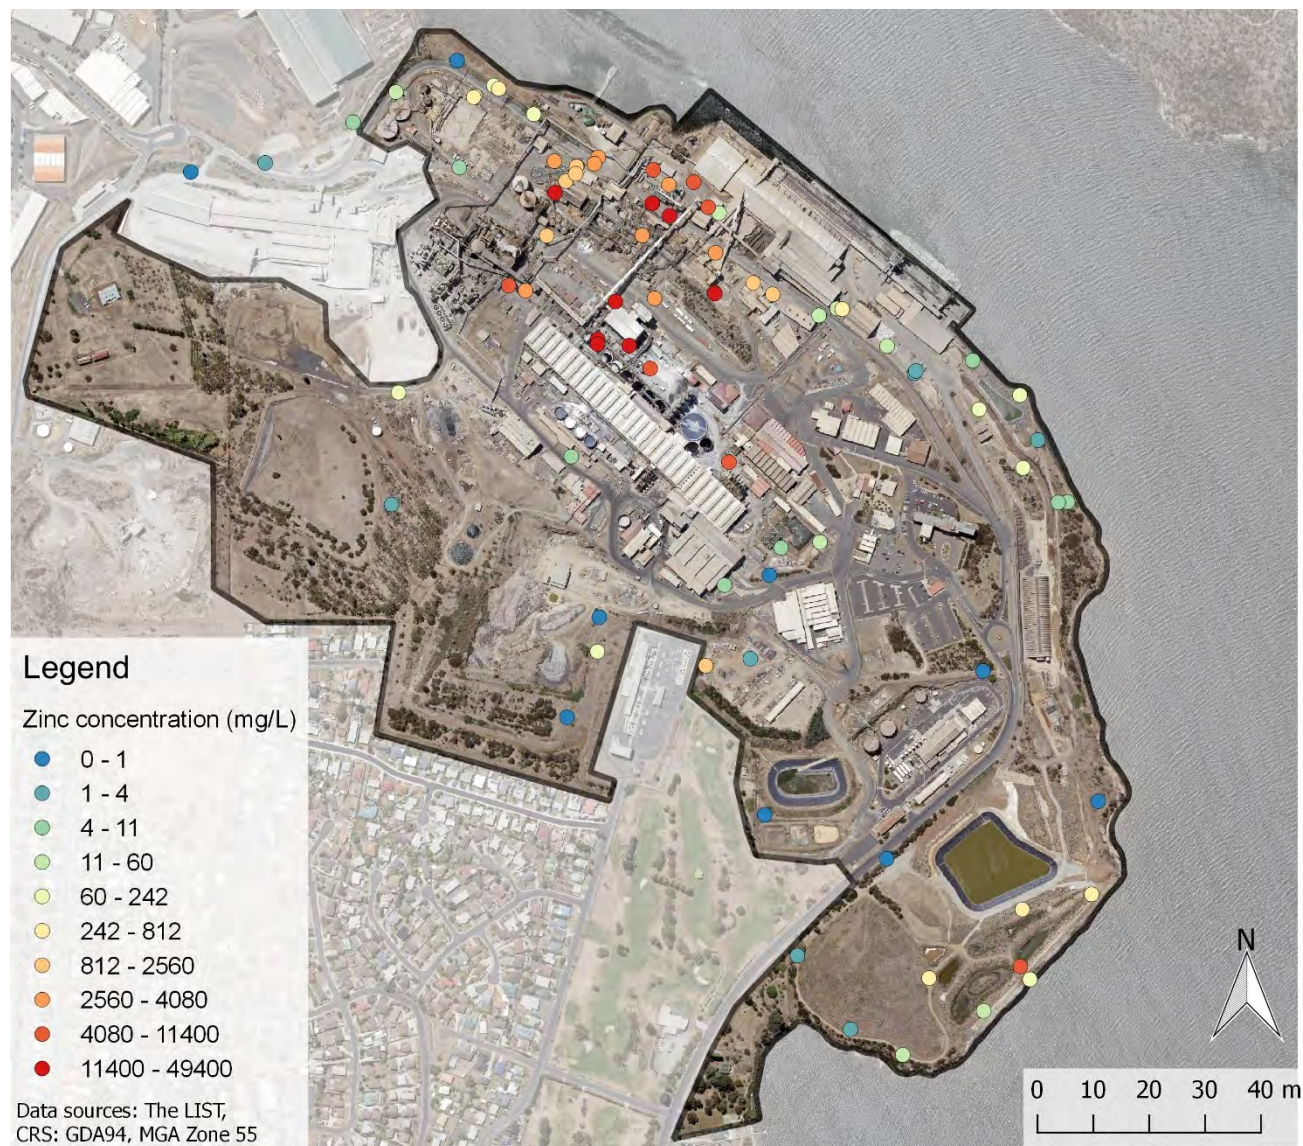 Legend
Zinc concentration (mg/L)
0 - 1
1 - 4
4 - 11
11 - 60
60 - 242
242 - 812
812 - 2560
2560 - 4080
4080 - 11400
11400 - 49400
Data sources: The LIST,
CRS: GDA94, MGA Zone 55
N
0 10 20 30 40 m